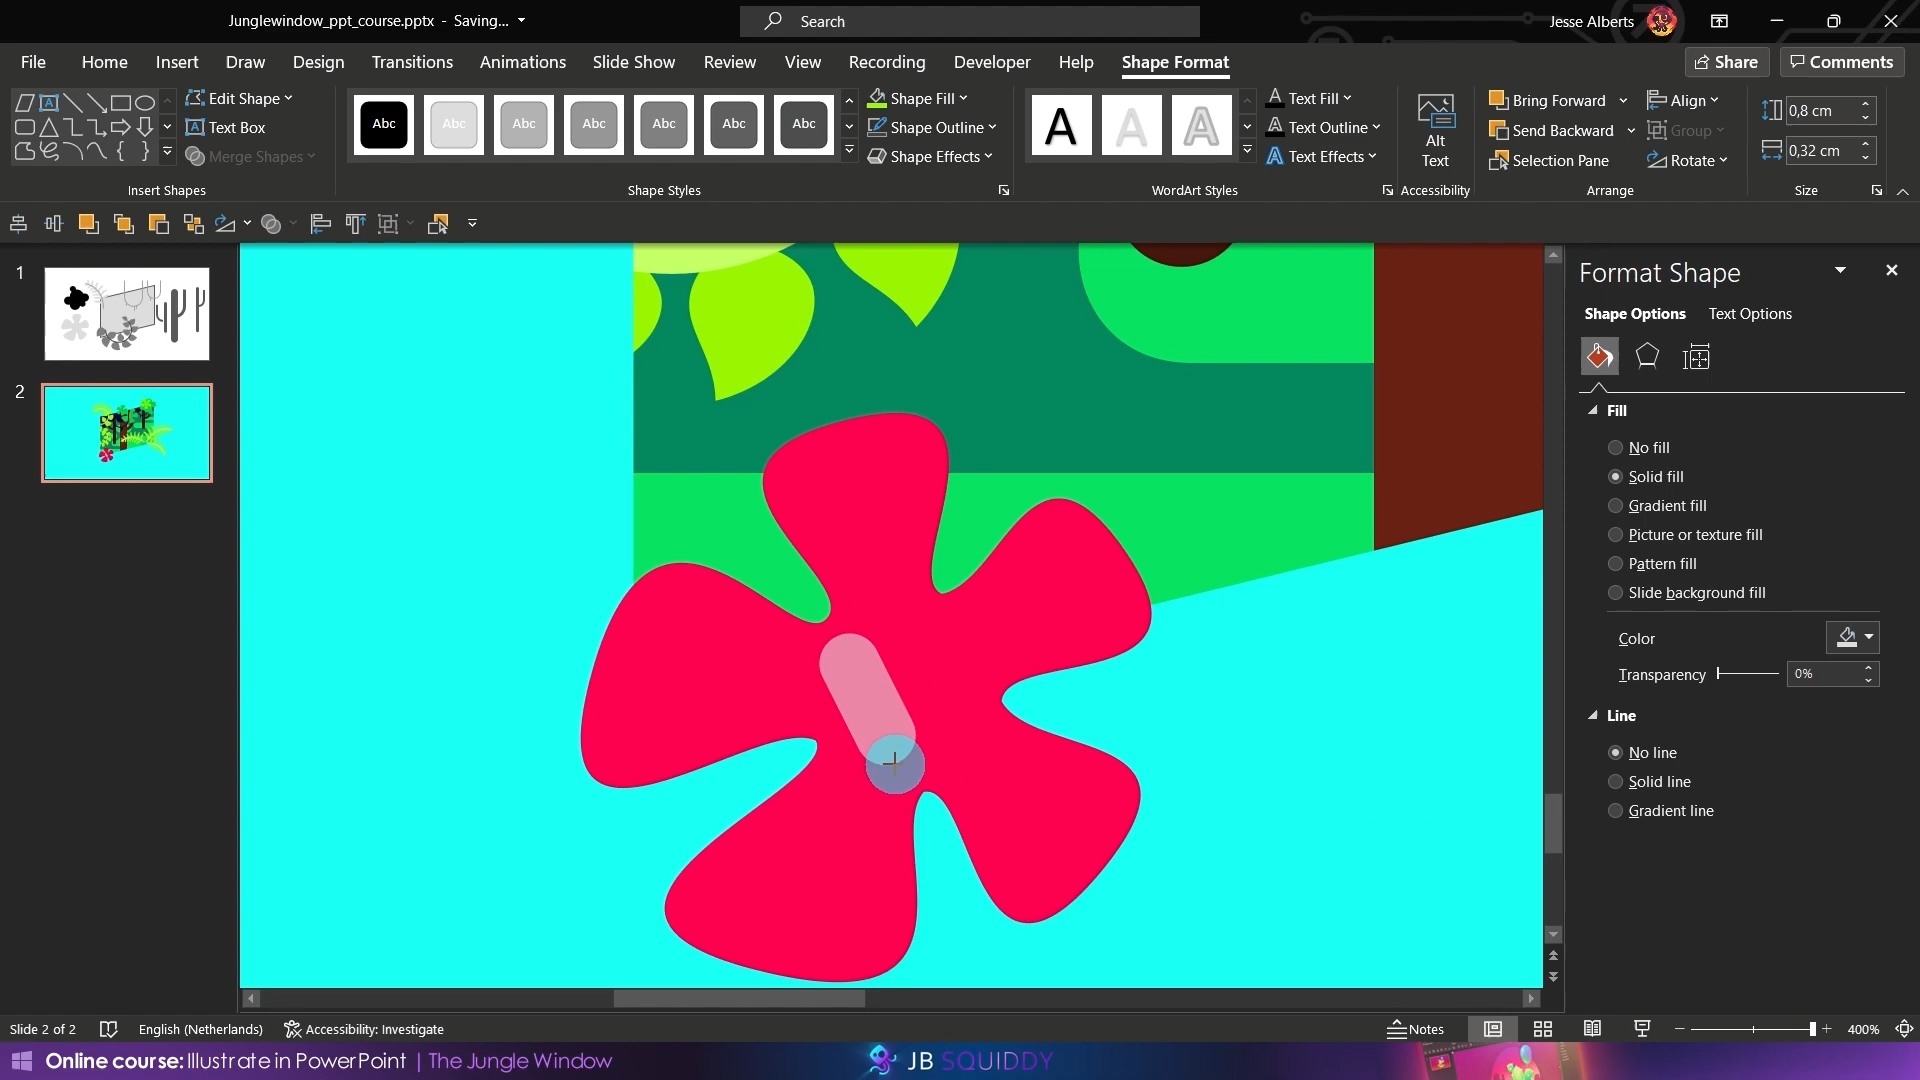 Junglewindow_ppt_course.pptx - Saving...
Search
Jesse Alberts
File Home Insert Draw Design Transitions Animations Slide Show Review View Recording Developer Help Shape Format
Share
Comments
Edit Shape
Text Box
Merge Shapes
Insert Shapes
Abc Abc Abc Abc Abc Abc Abc
Shape Fill
Shape Outline
Shape Effects
Shape Styles
A A A
Text Fill
Text Outline
Text Effects
WordArt Styles
Alt
Text
Accessibility
Bring Forward
Send Backward
Selection Pane
Align
Group
Rotate
Arrange
0,8 cm
0,32 cm
Size
1
2
Format Shape
Shape Options Text Options
Fill
No fill
Solid fill
Gradient fill
Picture or texture fill
Pattern fill
Slide background fill
Color
Transparency 0%
Line
No line
Solid line
Gradient line
Slide 2 of 2 English (Netherlands) Accessibility: Investigate Notes 400%
Online course: Illustrate in PowerPoint | The Jungle Window
JB SQUIDDY